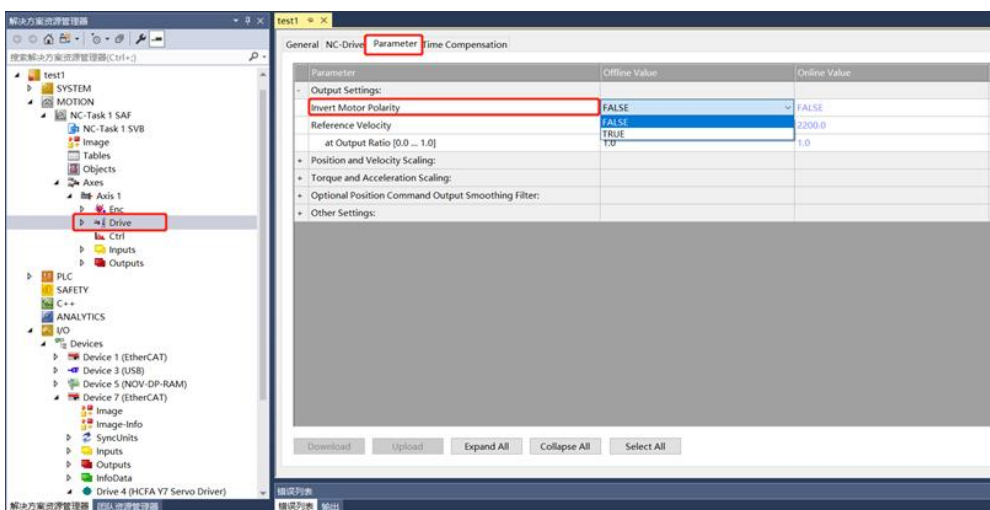 解决方案资源管理器
搜索解决方案资源管理器(Ctrl+;)
test1
SYSTEM
MOTION
NC-Task 1 SAF
NC-Task 1 SVB
Image
Tables
Objects
Axes
Axis 1
Enc
Drive
Ctrl
Inputs
Outputs
PLC
SAFETY
C++
ANALYTICS
I/O
Devices
Device 1 (EtherCAT)
Device 3 (USB)
Device 5 (NOV-DP-RAM)
Device 7 (EtherCAT)
Image
Image-Info
SyncUnits
Inputs
Outputs
InfoData
Drive 4 (HCFA Y7 Servo Driver)
解决方案资源管理器 团队资源管理器
test1
General NC-Drive Parameter Time Compensation
Parameter Offline Value Online Value
Output Settings:
Invert Motor Polarity FALSE FALSE
Reference Velocity FALSE 2200.0
TRUE
at Output Ratio [0.0 ... 1.0] 1.0 1.0
Position and Velocity Scaling:
Torque and Acceleration Scaling:
Optional Position Command Output Smoothing Filter:
Other Settings:
Download Upload Expand All Collapse All Select All
错误列表
错误列表 输出